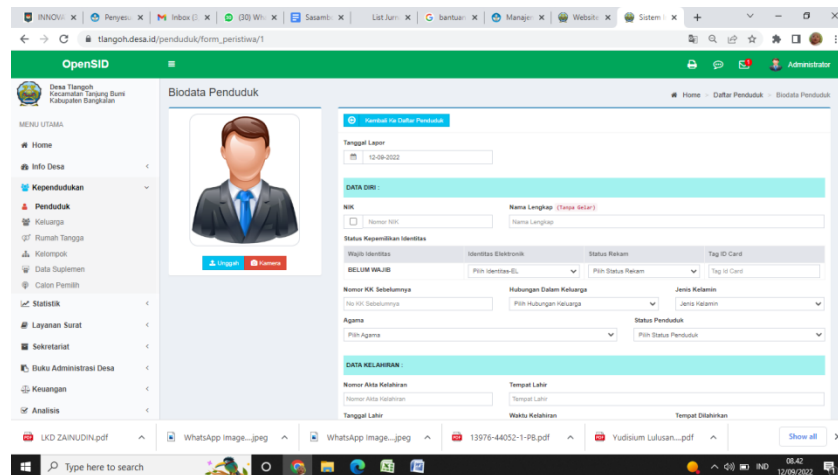 INNOV
Penyesu
Inbox (
(30) Wh
Sasamb
List Jurn
bantuan
Manajem
Website
Sistem
tlangoh.desa.id/penduduk/form_peristiwa/1
OpenSID
Administrator
Desa Tlangoh
Kecamatan Tanjung Bumi
Kabupaten Bangkalan
Biodata Penduduk
Home > Daftar Penduduk > Biodata Penduduk
MENU UTAMA
Home
Info Desa
Kependudukan
Penduduk
Keluarga
Rumah Tangga
Kelompok
Data Suplemen
Calon Pemilih
Statistik
Layanan Surat
Sekretariat
Buku Administrasi Desa
Keuangan
Analisis
Unggah
Kamera
Kembali Ke Daftar Penduduk
Tanggal Lapor
12-09-2022
DATA DIRI :
NIK
Nama Lengkap (Tanpa Gelar)
Nomor NIK
Nama Lengkap
Status Kepemilikan Identitas
Wajib Identitas
Identitas Elektronik
Status Rekam
Tag ID Card
BELUM WAJIB
Pilih Identitas-EL
Pilih Status Rekam
Tag Id Card
Nomor KK Sebelumnya
Hubungan Dalam Keluarga
Jenis Kelamin
No KK Sebelumnya
Pilih Hubungan Keluarga
Jenis Kelamin
Agama
Status Penduduk
Pilih Agama
Pilih Status Penduduk
DATA KELAHIRAN :
Nomor Akta Kelahiran
Tempat Lahir
Nomor Akta Kelahiran
Tempat Lahir
Tanggal Lahir
Waktu Kelahiran
Tempat Dilahirkan
LKD ZAINUDIN.pdf
WhatsApp Image....jpeg
WhatsApp Image....jpeg
13976-44052-1-PB.pdf
Yudisium Lulusan....pdf
Show all
Type here to search
IND
08.42
12/09/2022